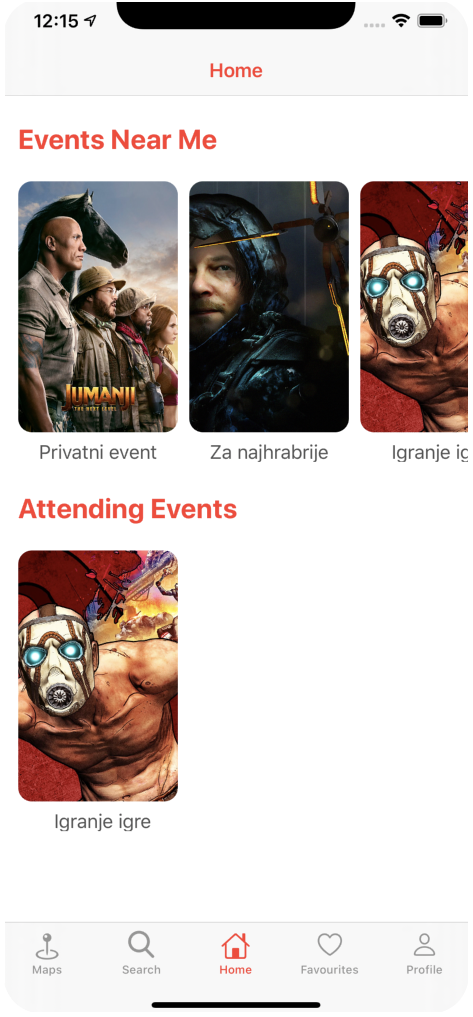 12:15
Home
Events Near Me
JUMANJI
THE NEXT LEVEL
Privatni event
Za najhrabrije
Igranje ig
Attending Events
Igranje igre
Maps
Search
Home
Favourites
Profile